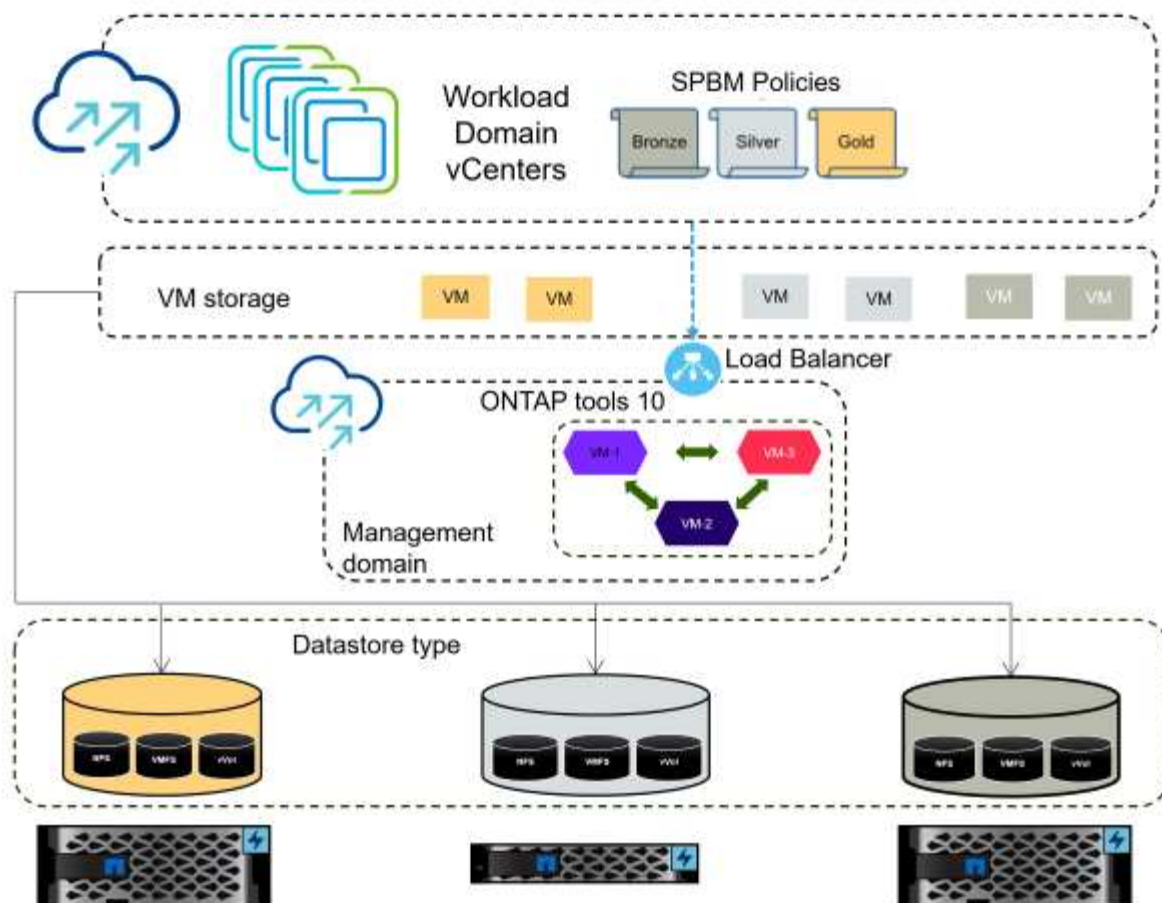 SPBM Policies
Workload
Domain
vCenters
Bronze
Silver
Gold
VM storage
VM
VM
VM
VM
VM
VM
Load Balancer
ONTAP tools 10
VM-1
VM-3
VM-2
Management
domain
Datastore type
NFS
VMFS
vVol
NFS
VMFS
vVol
NFS
VMFS
vVol